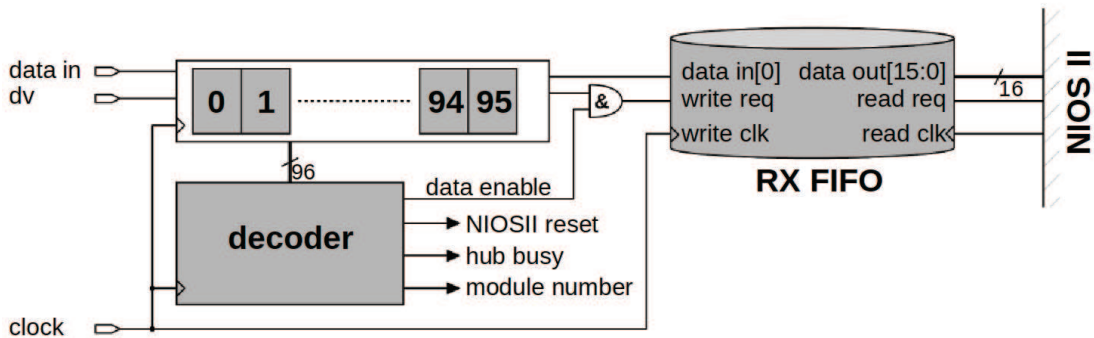 data in
dv
0 1 94 95
&
data in[0] data out[15:0]
write req read req
write clk read clk
16
NIOS II
RX FIFO
96
data enable
decoder
NIOSII reset
hub busy
module number
clock